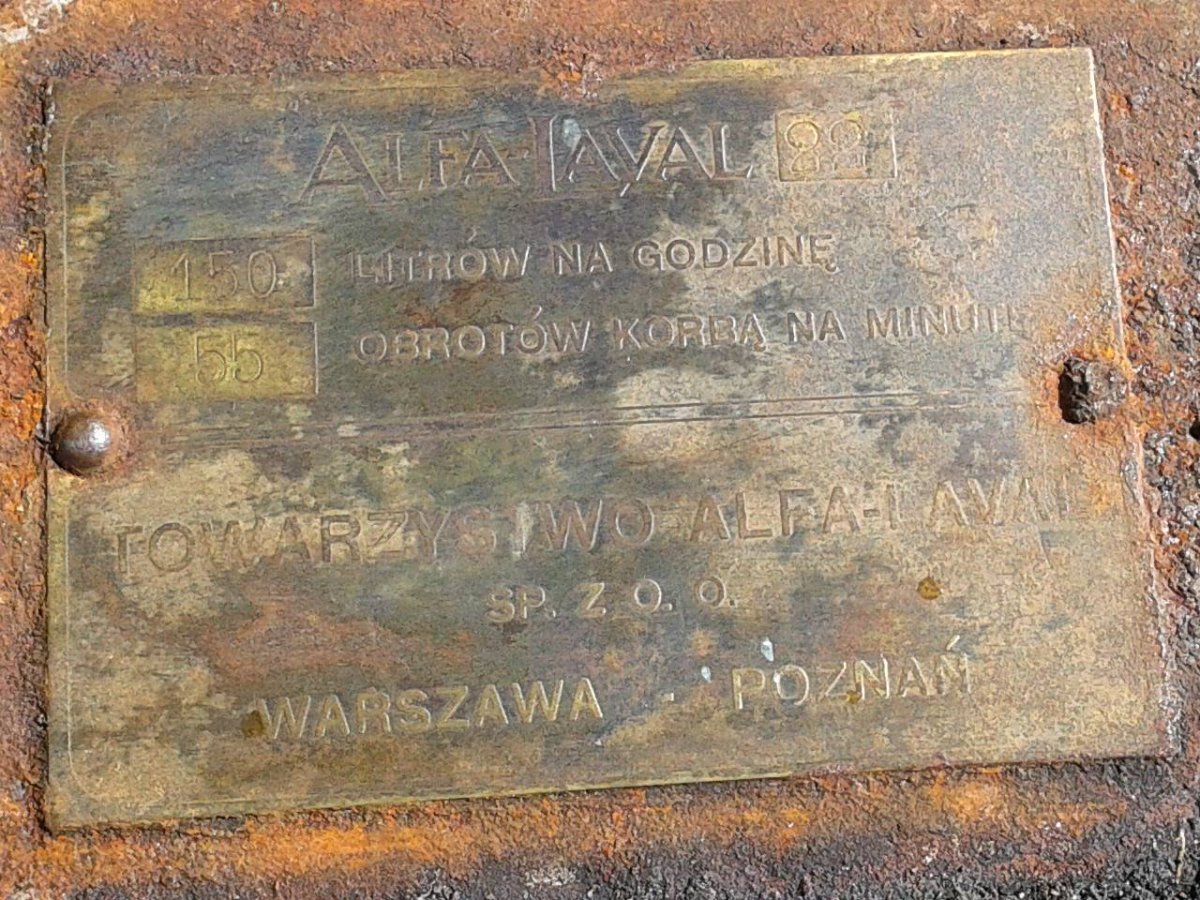 ALFA-LAVAL 22
150 LITRÓW NA GODZINĘ
55 OBROTÓW KORBĄ NA MINUTĘ
TOWARZYSTWO ALFA-LAVAL
SP. Z O. O.
WARSZAWA - POZNAŃ